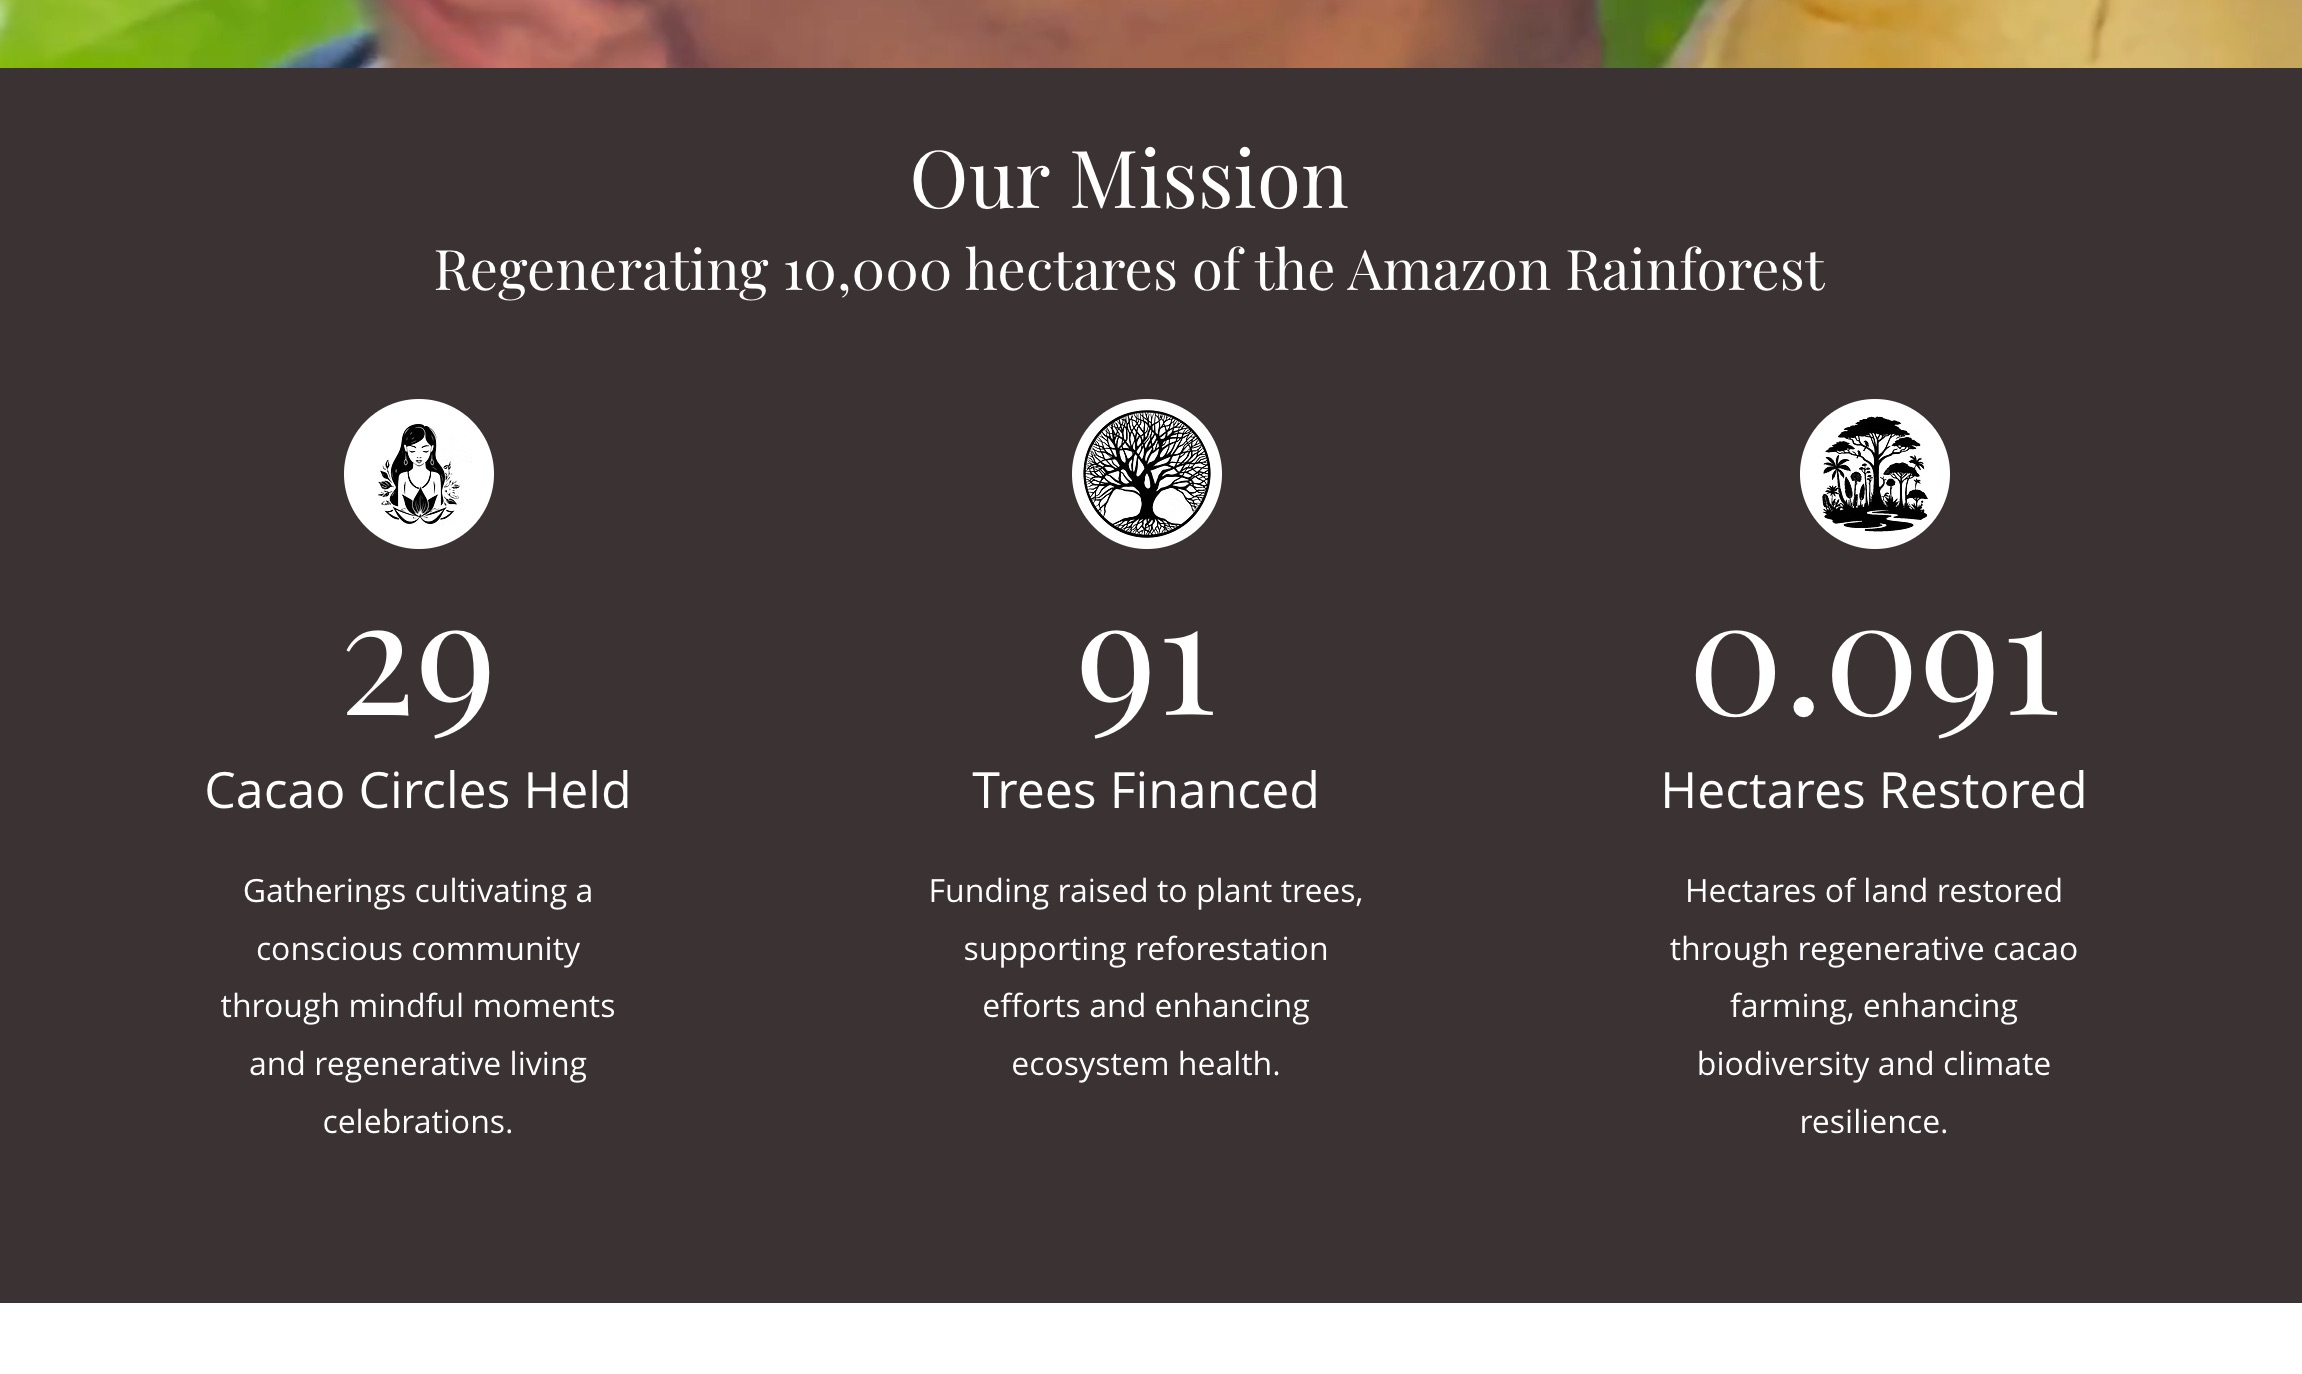 Our Mission
Regenerating 10,000 hectares of the Amazon Rainforest
29
Cacao Circles Held
Gatherings cultivating a
conscious community
through mindful moments
and regenerative living
celebrations.
91
Trees Financed
Funding raised to plant trees,
supporting reforestation
efforts and enhancing
ecosystem health.
0.091
Hectares Restored
Hectares of land restored
through regenerative cacao
farming, enhancing
biodiversity and climate
resilience.